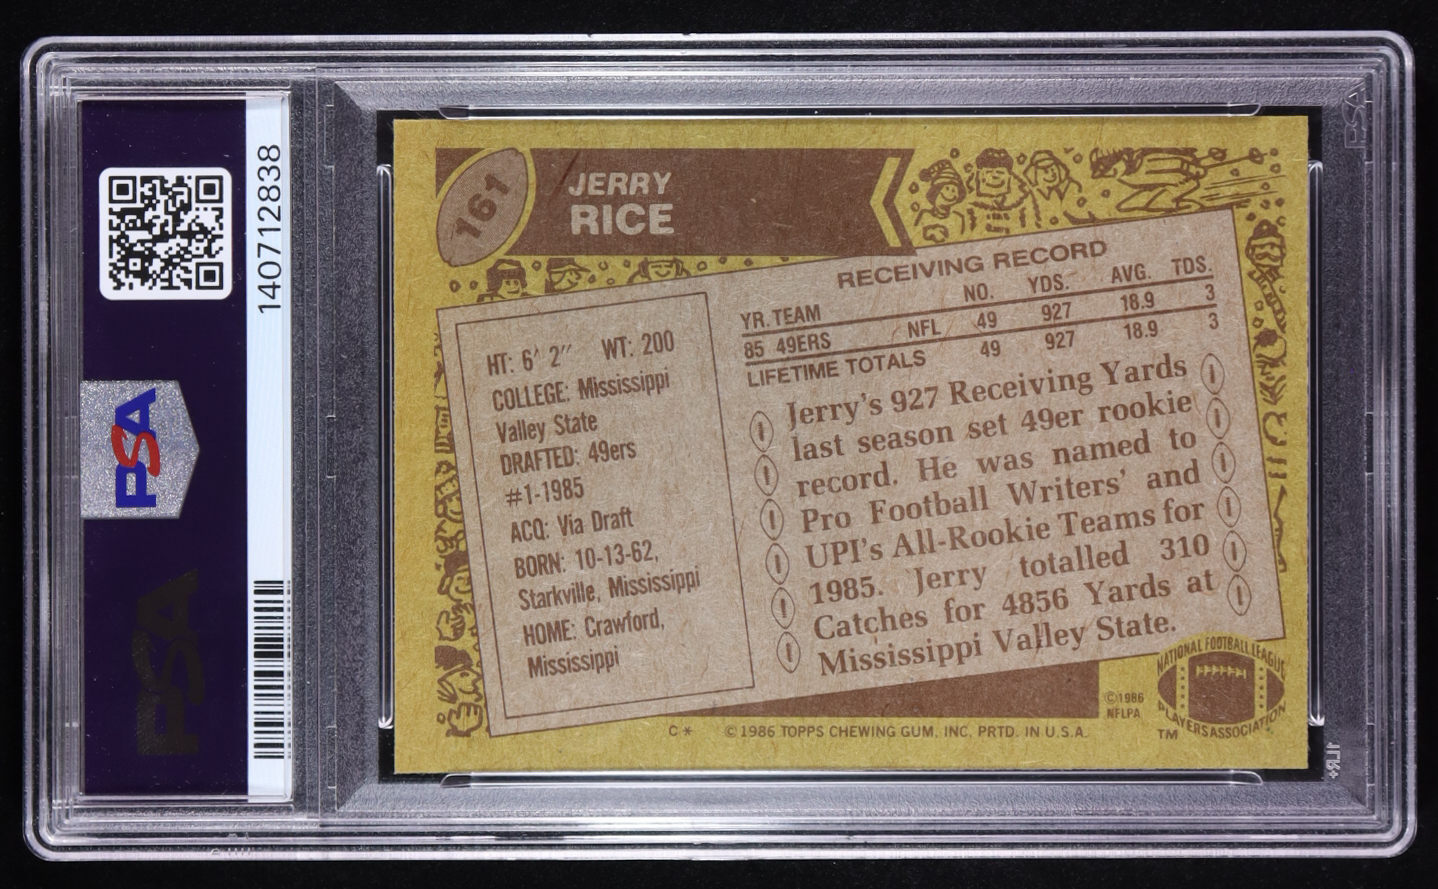 PSA
140712838
PSA
161
JERRY
RICE
HT: 6′ 2″ WT: 200
COLLEGE: Mississippi
Valley State
DRAFTED: 49ers
#1-1985
ACQ: Via Draft
BORN: 10-13-62,
Starkville, Mississippi
HOME: Crawford,
Mississippi
RECEIVING RECORD
YR. TEAM NO. YDS. AVG. TDS.
85 49ERS NFL 49 927 18.9 3
LIFETIME TOTALS 49 927 18.9 3
Jerry's 927 Receiving Yards
last season set 49er rookie
record. He was named to
Pro Football Writers' and
UPI's All-Rookie Teams for
1985. Jerry totalled 310
Catches for 4856 Yards at
Mississippi Valley State.
©1986
NFLPA
NATIONAL FOOTBALL LEAGUE
PLAYERS ASSOCIATION
TM
C* ©1986 TOPPS CHEWING GUM, INC. PRTD. IN U.S.A.
PSA